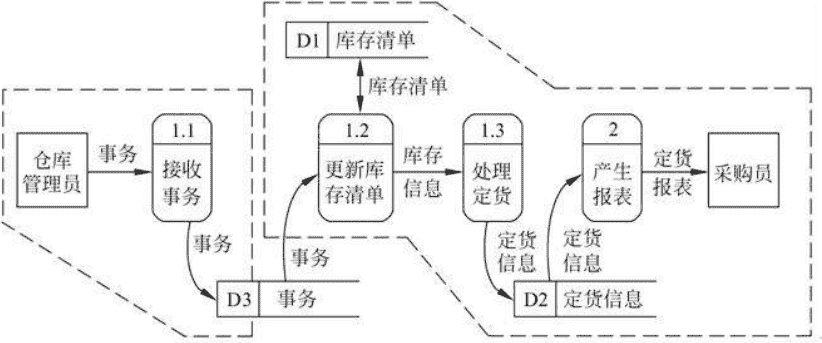 D1 库存清单
库存清单
1.1
1.2
1.3
2
仓库
管理员
事务
接收
事务
更新库
存清单
库存
信息
处理
定货
产生
报表
定货
报表
采购员
事务
事务
定货
信息
定货
信息
D3 事务
D2 定货信息